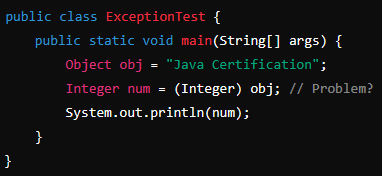 public class ExceptionTest {
    public static void main(String[] args) {
        Object obj = "Java Certification";
        Integer num = (Integer) obj; // Problem?
        System.out.println(num);
    }
}